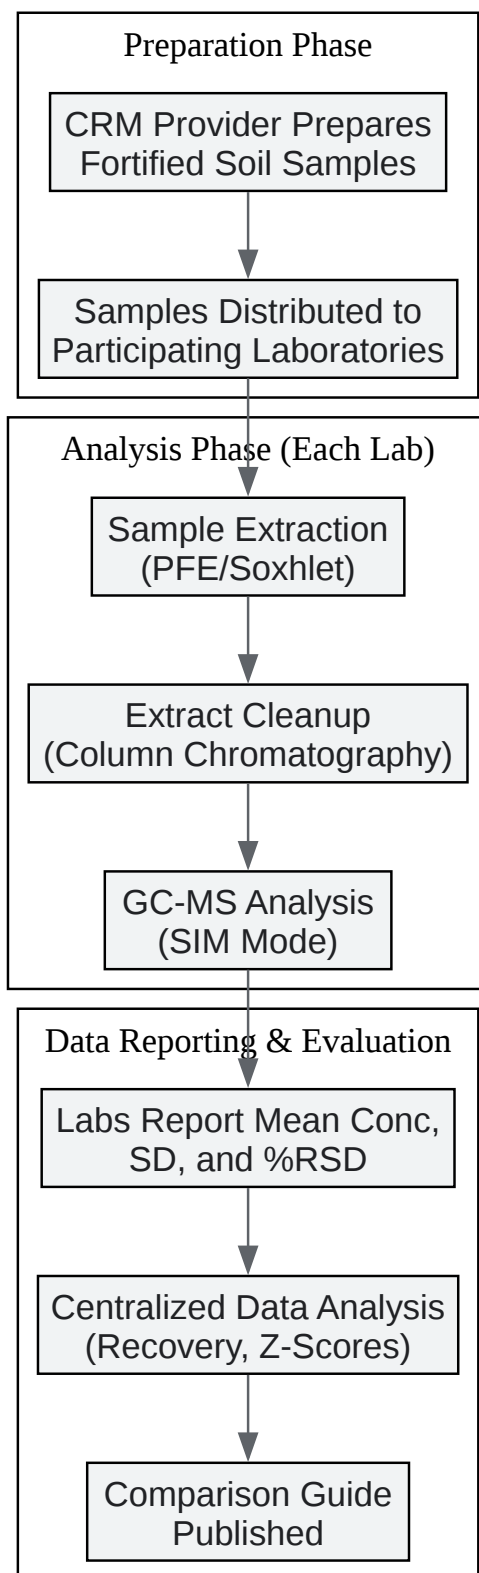 Preparation Phase
CRM Provider Prepares
Fortified Soil Samples
Samples Distributed to
Participating Laboratories
Analysis Phase (Each Lab)
Sample Extraction
(PFE/Soxhlet)
Extract Cleanup
(Column Chromatography)
GC-MS Analysis
(SIM Mode)
Data Reporting & Evaluation
Labs Report Mean Conc,
SD, and %RSD
Centralized Data Analysis
(Recovery, Z-Scores)
Comparison Guide
Published